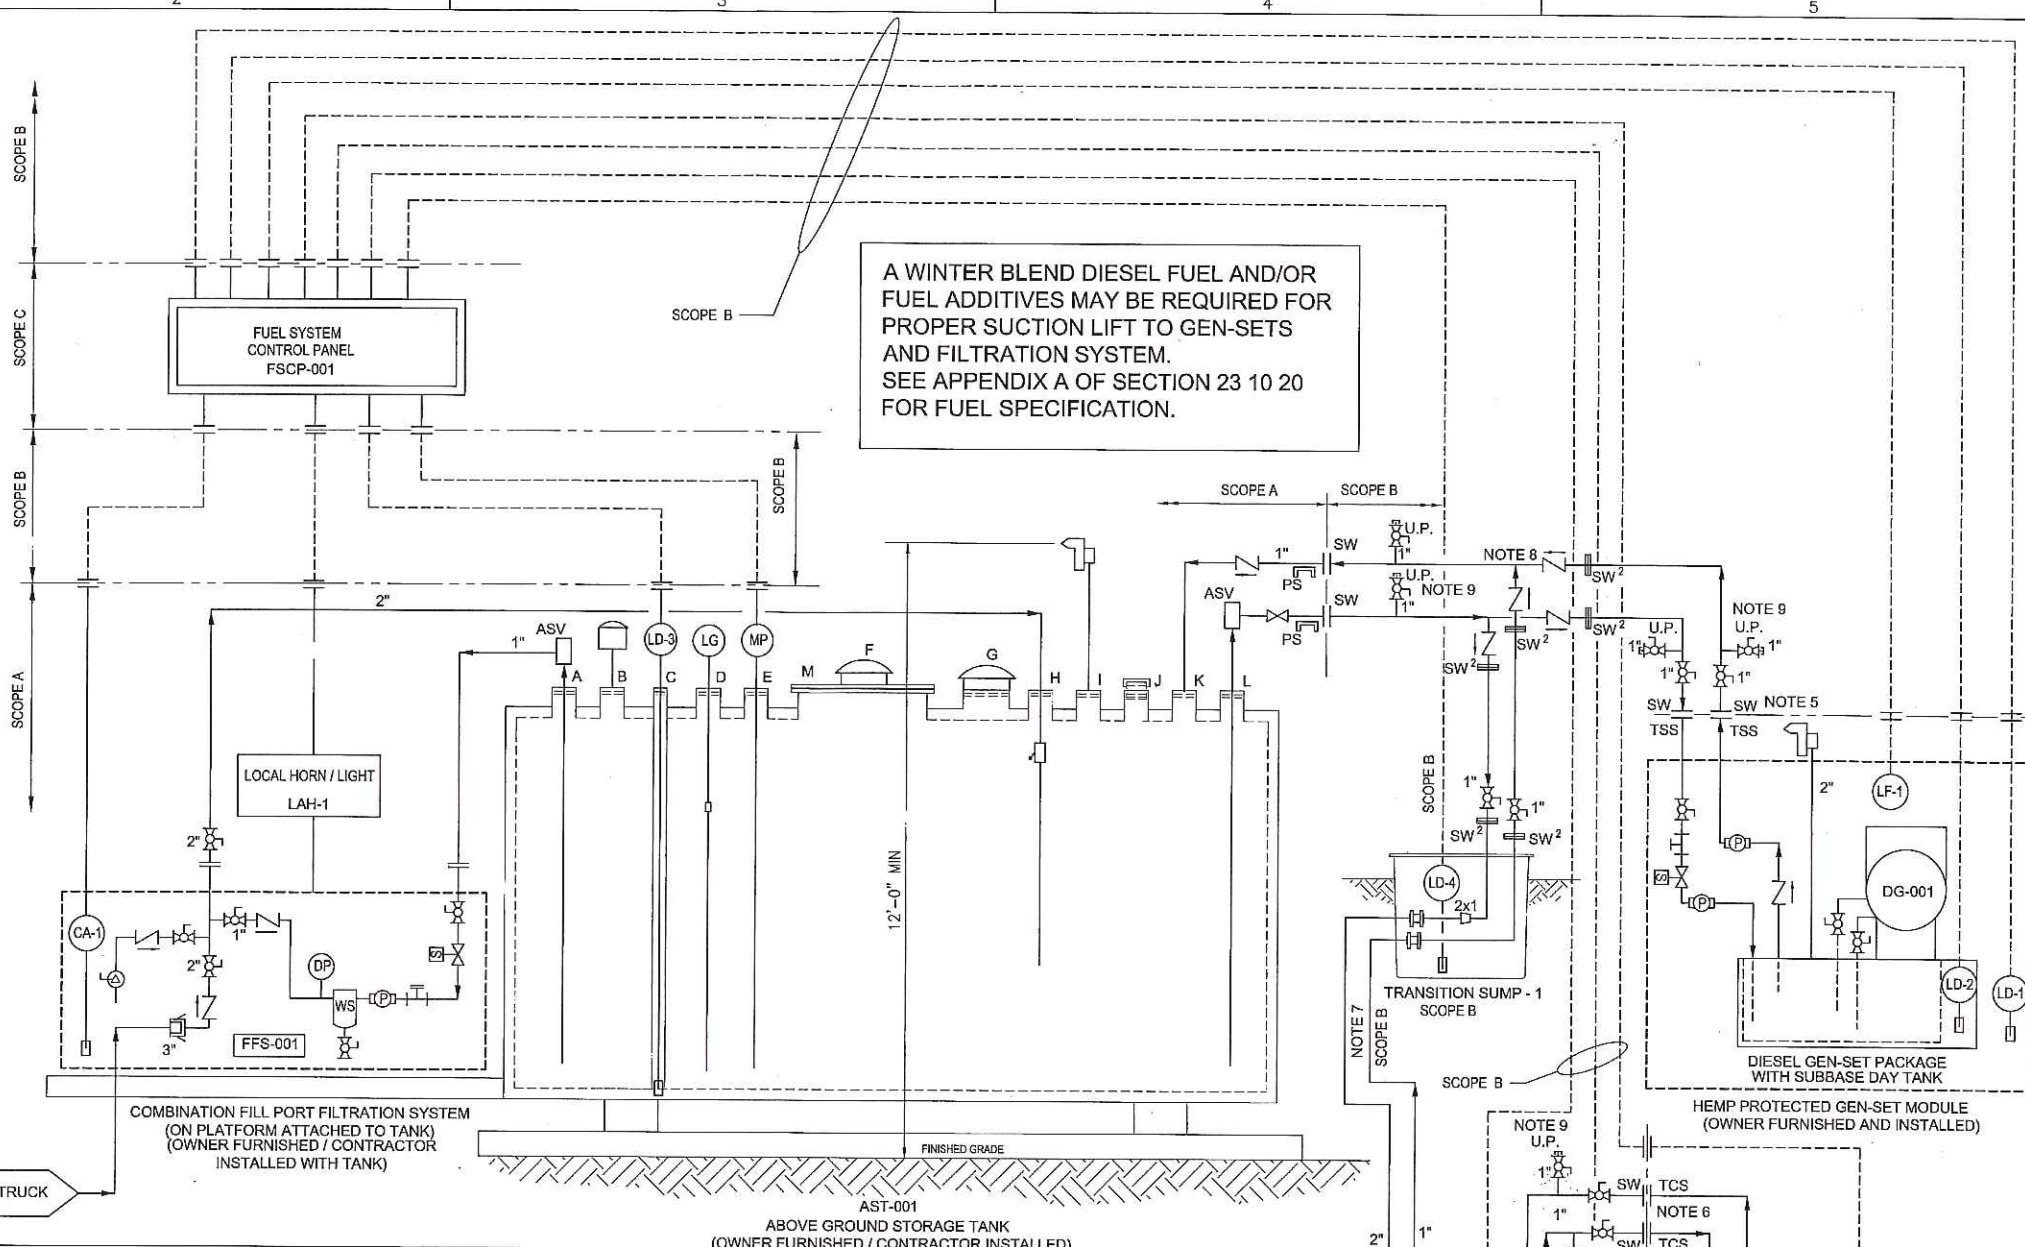 2
3
4
5
SCOPE B
SCOPE C
SCOPE B
SCOPE A
FUEL SYSTEM
CONTROL PANEL
FSCP-001
SCOPE B
A WINTER BLEND DIESEL FUEL AND/OR
FUEL ADDITIVES MAY BE REQUIRED FOR
PROPER SUCTION LIFT TO GEN-SETS
AND FILTRATION SYSTEM.
SEE APPENDIX A OF SECTION 23 10 20
FOR FUEL SPECIFICATION.
SCOPE B
SCOPE A
SCOPE B
2"
1"
ASV
LD-3
LG
MP
A
B
C
D
E
M
F
G
H
I
J
K
L
ASV
1"
PS
SW
U.P.
1"
NOTE 8
SW²
PS
SW
U.P.
1"
NOTE 9
SW²
SW²
SW²
U.P.
1"
1"
NOTE 9
U.P.
1"
1"
SW
SW
NOTE 5
TSS
TSS
LOCAL HORN / LIGHT
LAH-1
2"
CA-1
1"
2"
DP
WS
P
S
3"
FFS-001
12'-0" MIN
SCOPE B
1"
1"
SW²
SW²
LD-4
2x1
TRANSITION SUMP - 1
SCOPE B
NOTE 7
SCOPE B
2"
1"
2"
LF-1
P
S
P
DG-001
LD-2
LD-1
DIESEL GEN-SET PACKAGE
WITH SUBBASE DAY TANK
HEMP PROTECTED GEN-SET MODULE
(OWNER FURNISHED AND INSTALLED)
SCOPE B
NOTE 9
U.P.
1"
SW
TCS
1"
NOTE 6
SW
TCS
COMBINATION FILL PORT FILTRATION SYSTEM
(ON PLATFORM ATTACHED TO TANK)
(OWNER FURNISHED / CONTRACTOR
INSTALLED WITH TANK)
TRUCK
FINISHED GRADE
AST-001
ABOVE GROUND STORAGE TANK
(OWNER FURNISHED / CONTRACTOR INSTALLED)